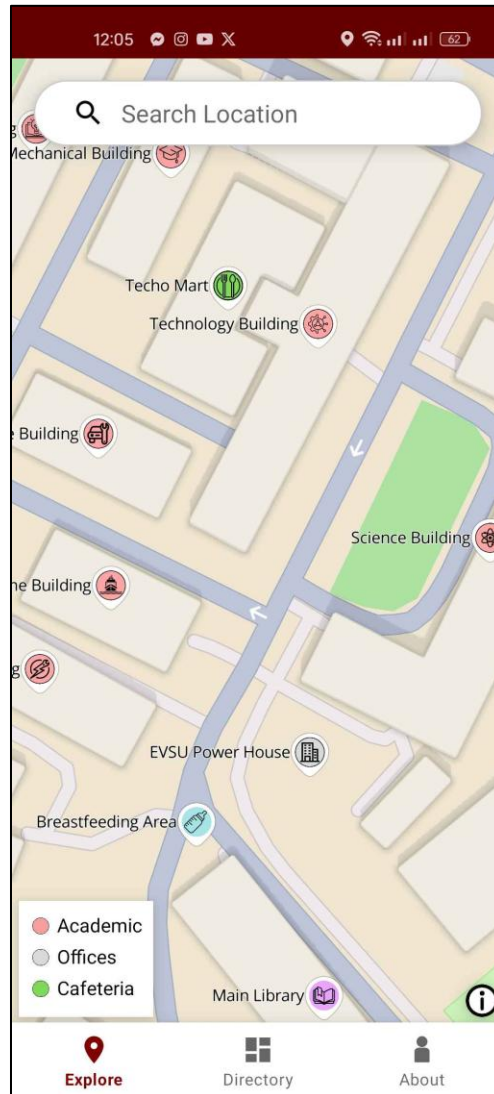 12:05
62
Search Location
g
Mechanical Building
Techo Mart
Technology Building
e Building
Science Building
ne Building
g
EVSU Power House
Breastfeeding Area
Academic
Offices
Cafeteria
Main Library
Explore
Directory
About